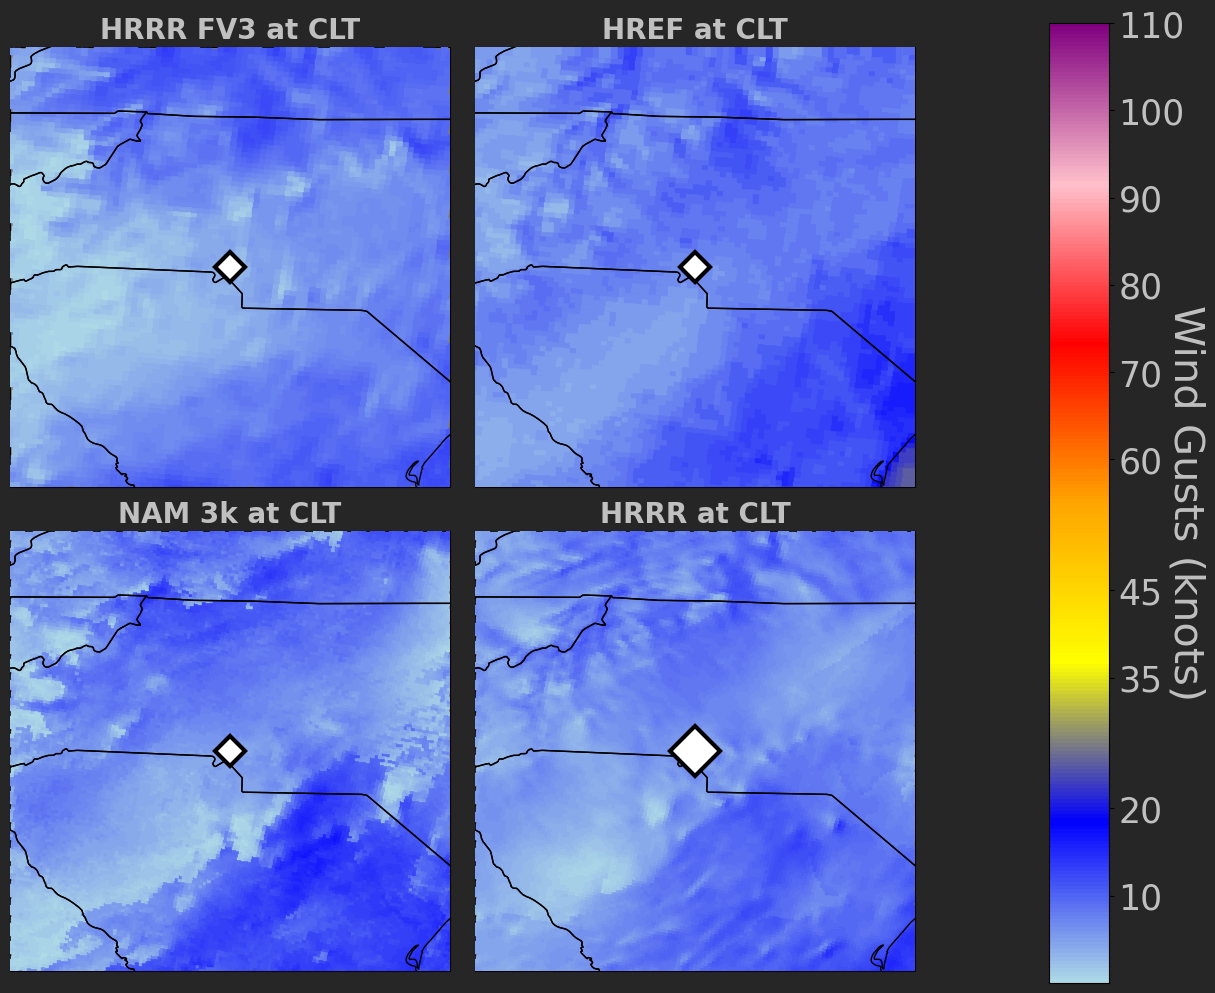 HRRR FV3 at CLT
HREF at CLT
NAM 3k at CLT
HRRR at CLT
110
100
90
80
70
60
45
35
20
10
Wind Gusts (knots)